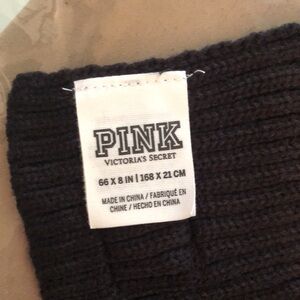 PINK
VICTORIA'S SECRET
66 X 8 IN | 168 X 21 CM
MADE IN CHINA / FABRIQUÉ EN
CHINE / HECHO EN CHINA